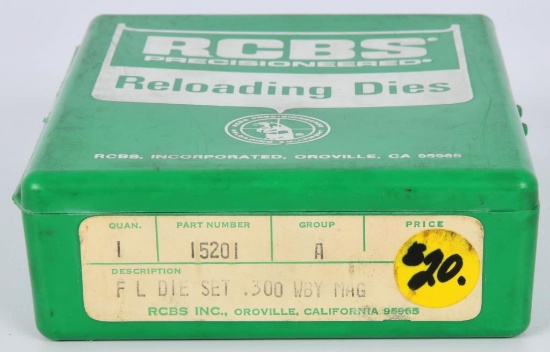 RCBS®
PRECISIONEERED®
Reloading Dies
RCBS, INCORPORATED, OROVILLE, CA 95965
QUAN. PART NUMBER GROUP PRICE
1 15201 A
$20.
DESCRIPTION
F L DIE SET .300 WBY MAG
RCBS INC., OROVILLE, CALIFORNIA 95965